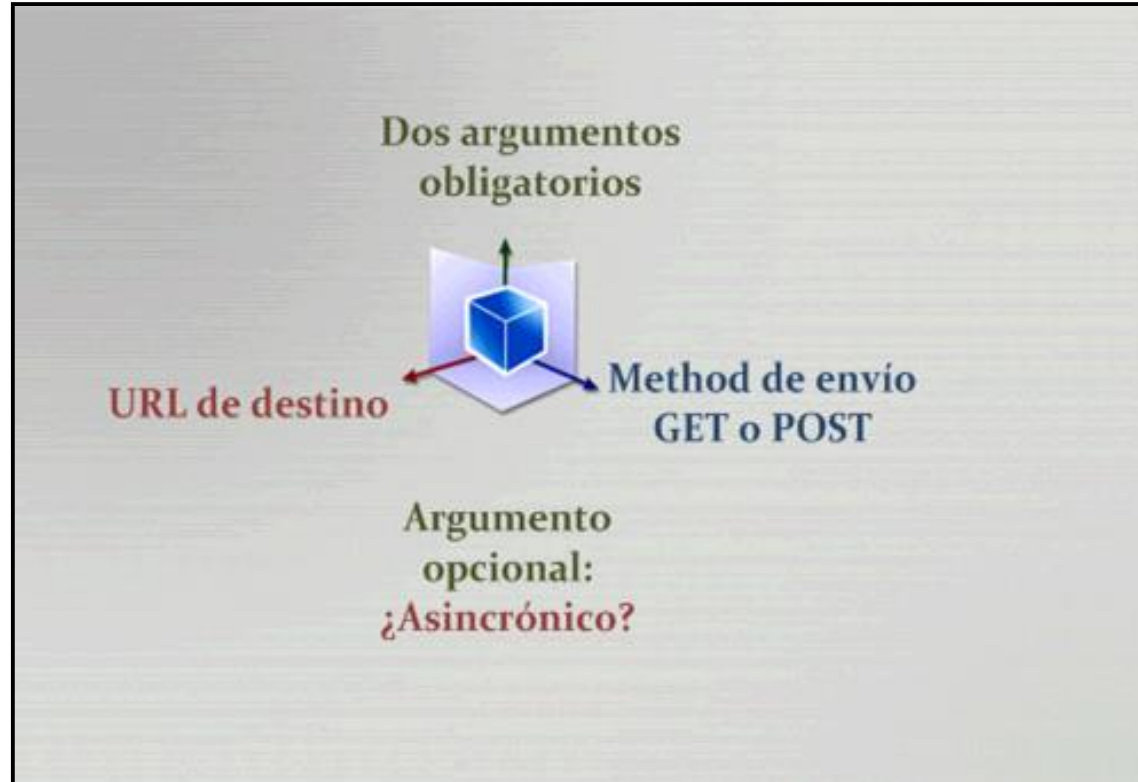 Dos argumentos
obligatorios
URL de destino
Method de envío
GET o POST
Argumento
opcional:
¿Asincrónico?